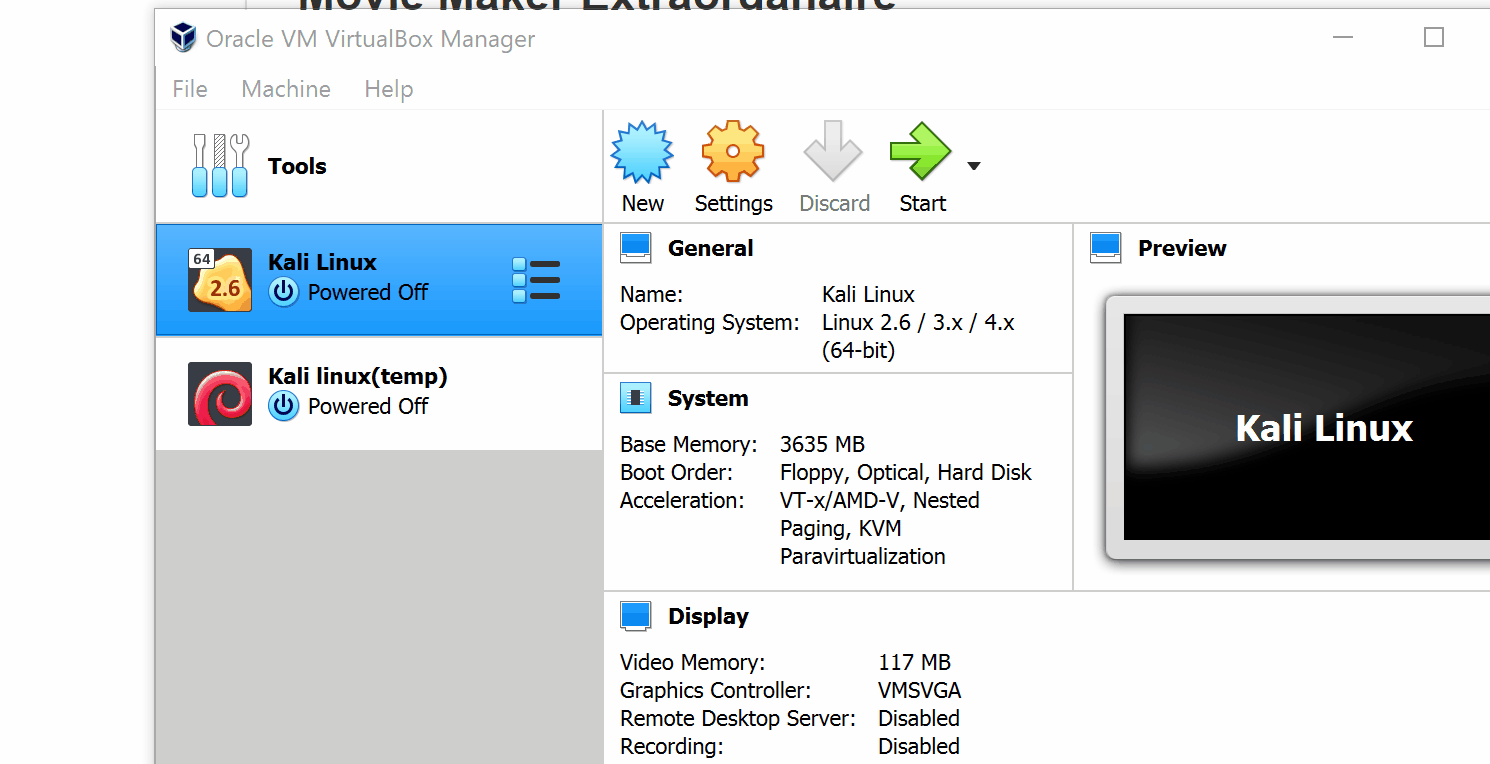 Movie Maker Extraordanaire
Oracle VM VirtualBox Manager
File Machine Help
Tools
New Settings Discard Start
64
2.6
Kali Linux
Powered Off
Kali linux(temp)
Powered Off
General
Name: Kali Linux
Operating System: Linux 2.6 / 3.x / 4.x
(64-bit)
Preview
Kali Linux
System
Base Memory: 3635 MB
Boot Order: Floppy, Optical, Hard Disk
Acceleration: VT-x/AMD-V, Nested
Paging, KVM
Paravirtualization
Display
Video Memory: 117 MB
Graphics Controller: VMSVGA
Remote Desktop Server: Disabled
Recording: Disabled